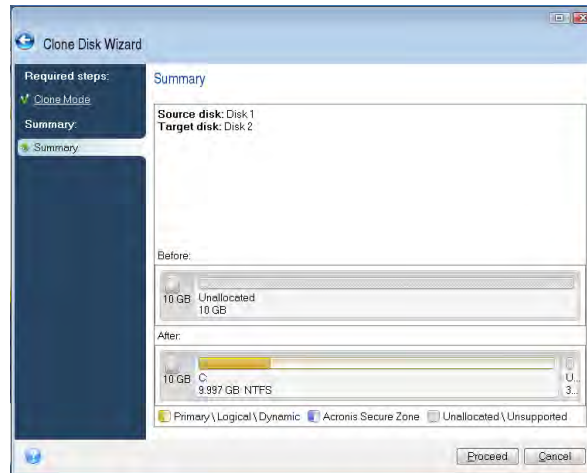 Clone Disk Wizard
Required steps:
Clone Mode
Summary:
Summary
Summary
Source disk: Disk 1
Target disk: Disk 2
Before:
10 GB
Unallocated
10 GB
After:
10 GB
C:
9.997 GB NTFS
U...
3...
Primary \ Logical \ Dynamic
Acronis Secure Zone
Unallocated \ Unsupported
Proceed
Cancel